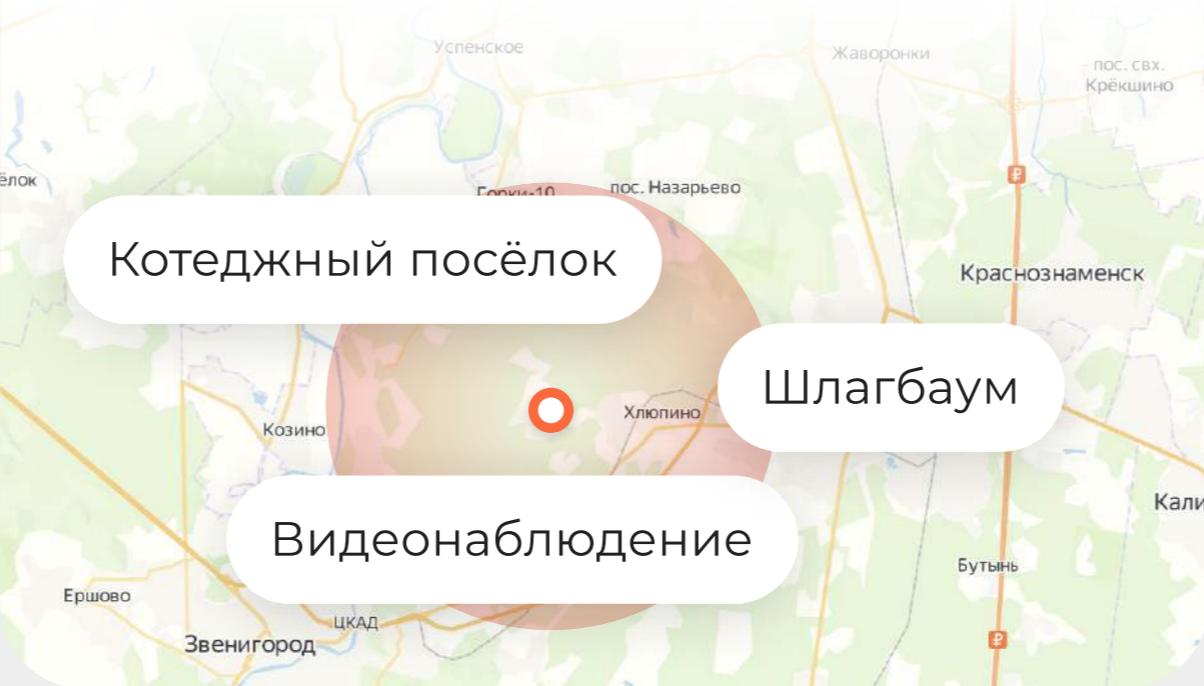 Успенское
Жаворонки
пос. свх.
Крёкшино
Горки-10
пос. Назарьево
Котеджный посёлок
Краснознаменск
Шлагбаум
Хлюпино
Козино
Видеонаблюдение
Бутынь
Ершово
ЦКАД
Звенигород